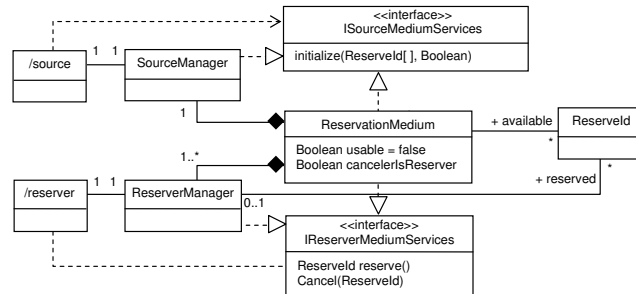 <<interface>>
ISourceMediumServices
initialize(ReserveId[ ], Boolean)
/source
1
1
SourceManager
1
ReservationMedium
Boolean usable = false
Boolean cancelerIsReserver
+ available
*
ReserveId
*
+ reserved
1..*
/reserver
1
1
ReserverManager
0..1
<<interface>>
IReserverMediumServices
ReserveId reserve()
Cancel(ReserveId)